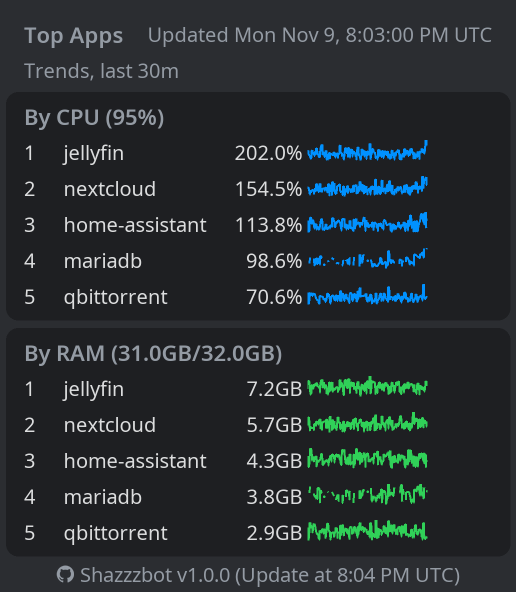 Top Apps Updated Mon Nov 9, 8:03:00 PM UTC
Trends, last 30m
By CPU (95%)
1 jellyfin 202.0%
2 nextcloud 154.5%
3 home-assistant 113.8%
4 mariadb 98.6%
5 qbittorrent 70.6%
By RAM (31.0GB/32.0GB)
1 jellyfin 7.2GB
2 nextcloud 5.7GB
3 home-assistant 4.3GB
4 mariadb 3.8GB
5 qbittorrent 2.9GB
Shazzzbot v1.0.0 (Update at 8:04 PM UTC)